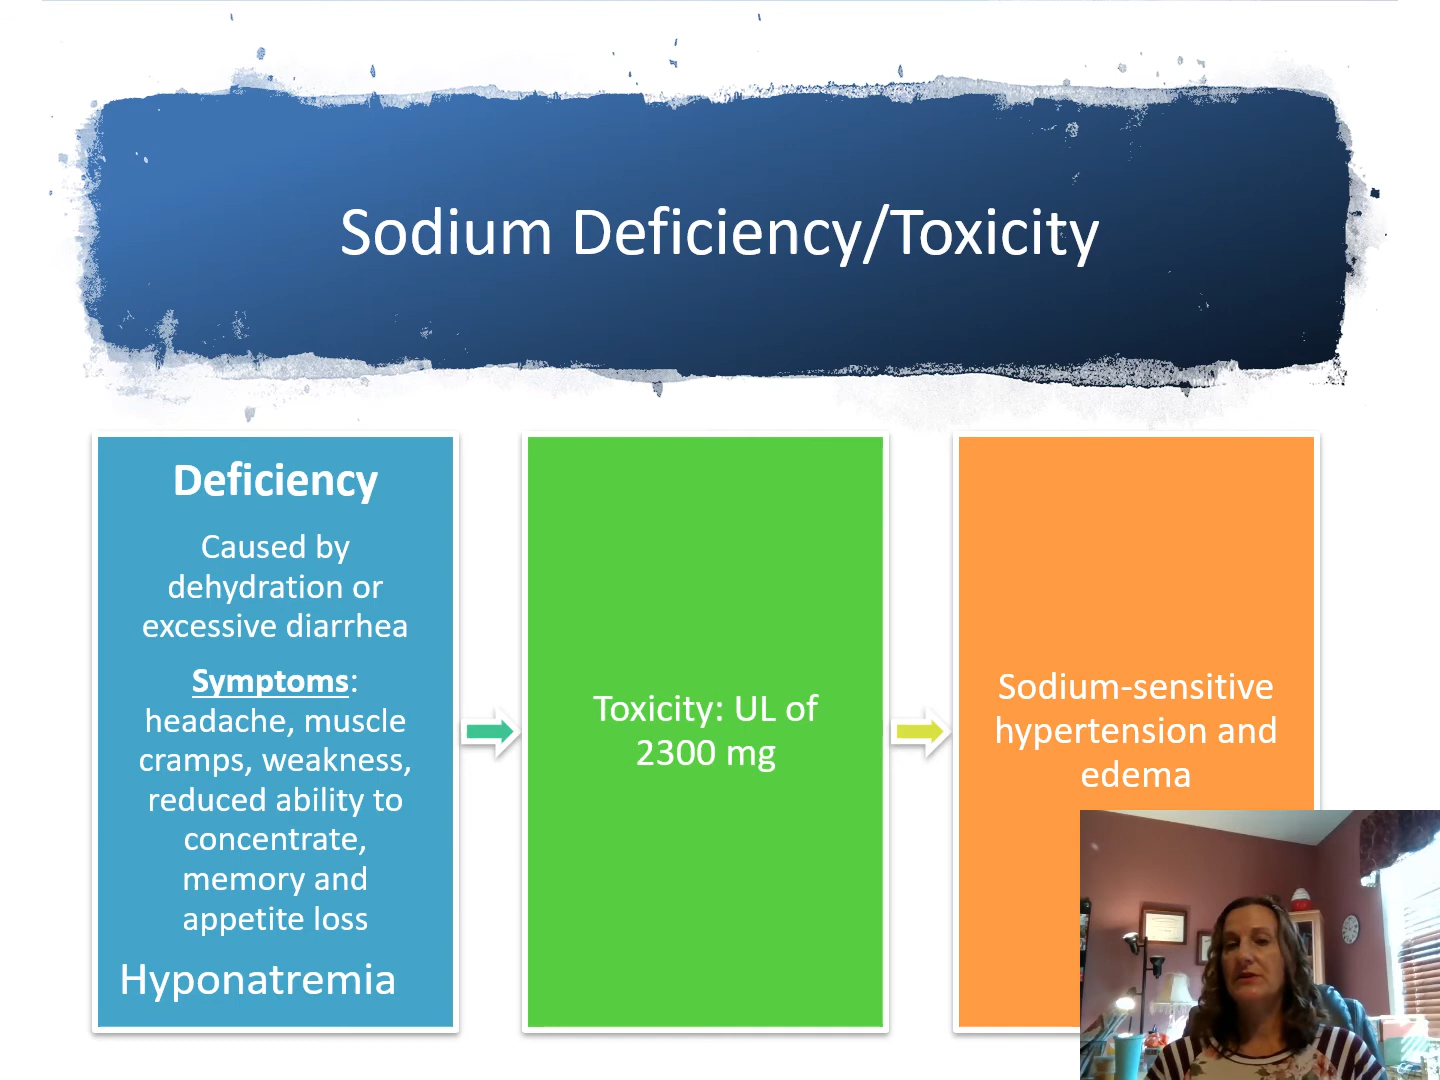 Sodium Deficiency/Toxicity
Deficiency
Caused by
dehydration or
excessive diarrhea
Symptoms:
headache, muscle
cramps, weakness,
reduced ability to
concentrate,
memory and
appetite loss
Hyponatremia
Toxicity: UL of
2300 mg
Sodium-sensitive
hypertension and
edema